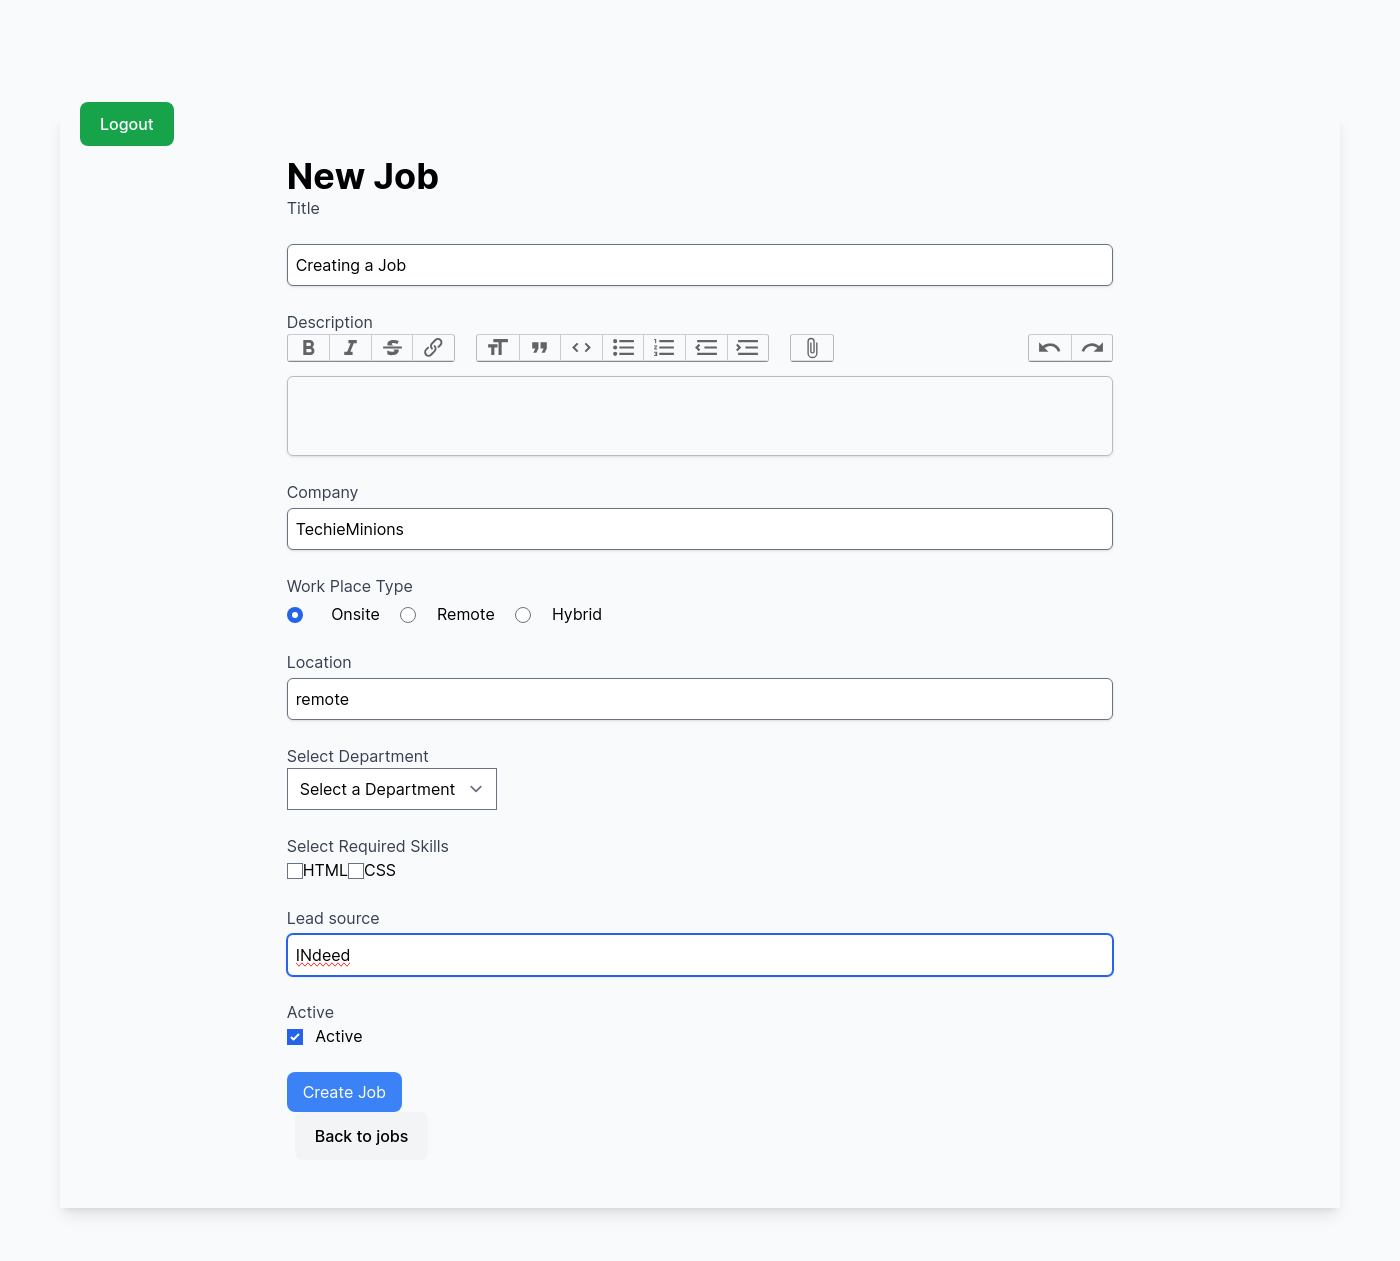 Logout
New Job
Title
Creating a Job
Description
Company
TechieMinions
Work Place Type
Onsite Remote Hybrid
Location
remote
Select Department
Select a Department
Select Required Skills
HTML CSS
Lead source
INdeed
Active
Active
Create Job
Back to jobs